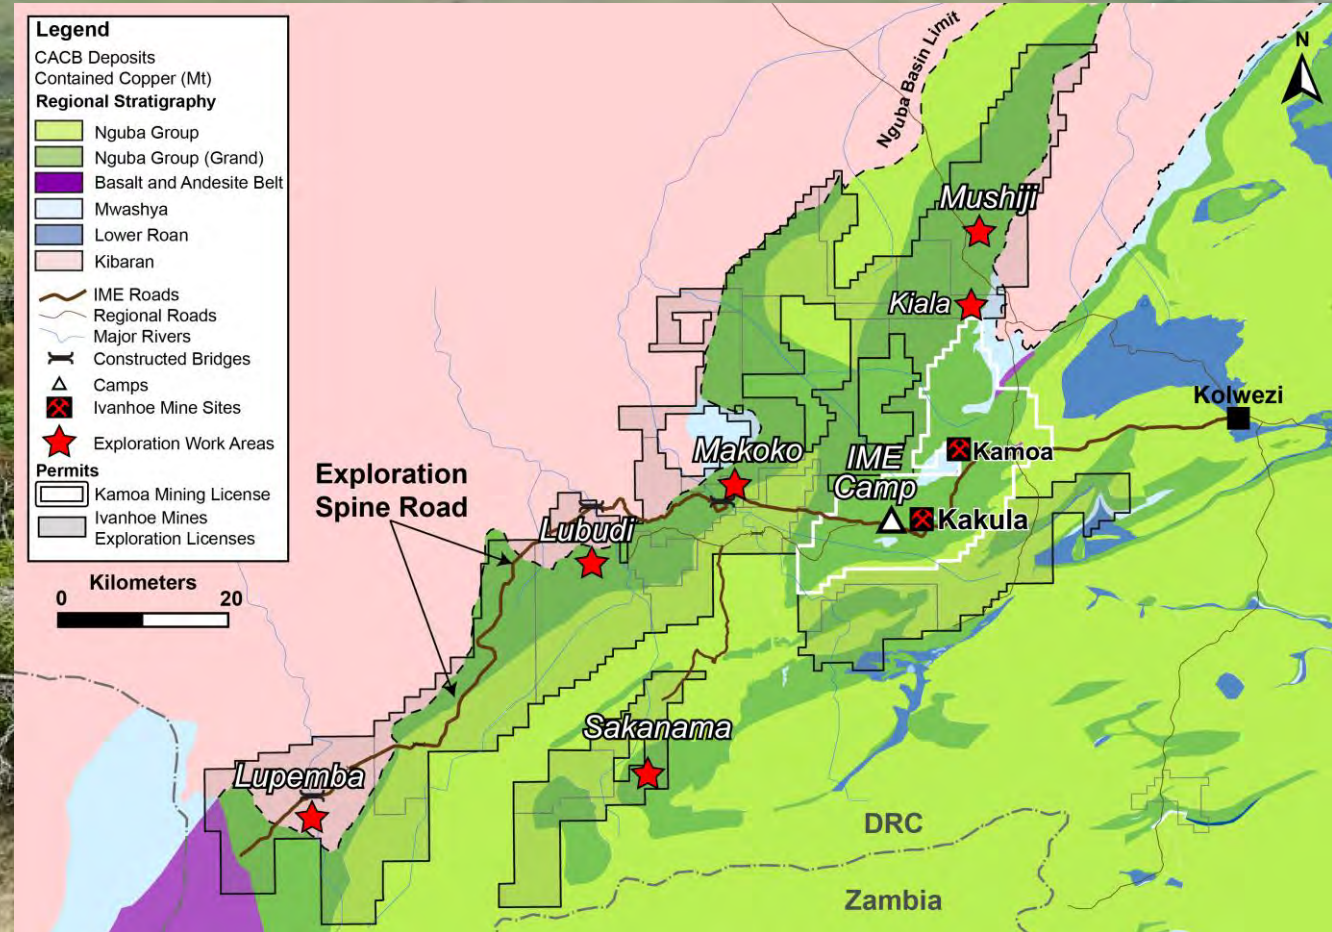 Legend
CACB Deposits
Contained Copper (Mt)
Regional Stratigraphy
Nguba Group
Nguba Group (Grand)
Basalt and Andesite Belt
Mwashya
Lower Roan
Kibaran
IME Roads
Regional Roads
Major Rivers
Constructed Bridges
Camps
Ivanhoe Mine Sites
Exploration Work Areas
Permits
Kamoa Mining License
Ivanhoe Mines
Exploration Licenses
Kilometers
0 20
Nguba Basin Limit
N
Mushiji
Kiala
Kolwezi
Makoko
IME
Camp
Kamoa
Kakula
Exploration
Spine Road
Lubudi
Sakanama
Lupemba
DRC
Zambia